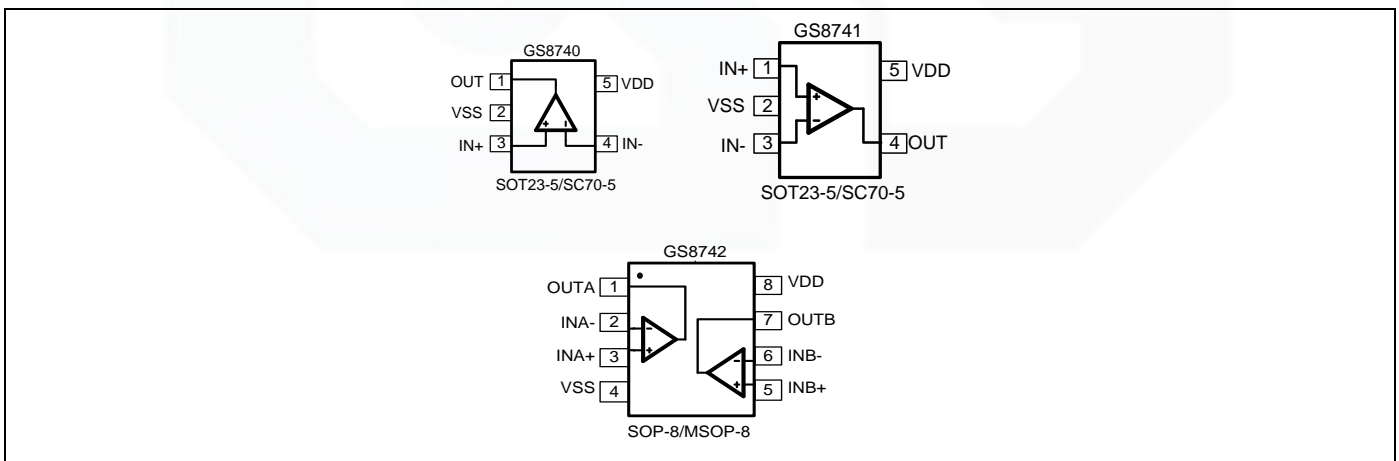 GS8740
OUT 1 5 VDD
VSS 2
+ -
IN+ 3 4 IN-
SOT23-5/SC70-5
GS8741
IN+ 1 5 VDD
+
VSS 2
-
IN- 3 4 OUT
SOT23-5/SC70-5
GS8742
OUTA 1 8 VDD
INA- 2 - 7 OUTB
INA+ 3 + - 6 INB-
VSS 4 + 5 INB+
SOP-8/MSOP-8